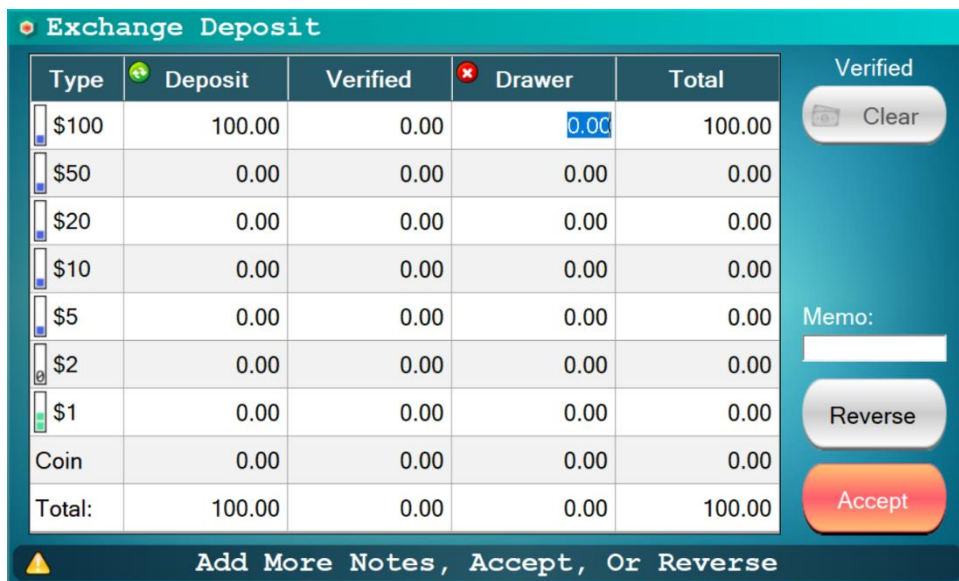 Exchange Deposit
Type Deposit Verified Drawer Total
$100 100.00 0.00 0.00 100.00
$50 0.00 0.00 0.00 0.00
$20 0.00 0.00 0.00 0.00
$10 0.00 0.00 0.00 0.00
$5 0.00 0.00 0.00 0.00
$2 0.00 0.00 0.00 0.00
$1 0.00 0.00 0.00 0.00
Coin 0.00 0.00 0.00 0.00
Total: 100.00 0.00 0.00 100.00
Verified
Clear
Memo:
Reverse
Accept
Add More Notes, Accept, Or Reverse